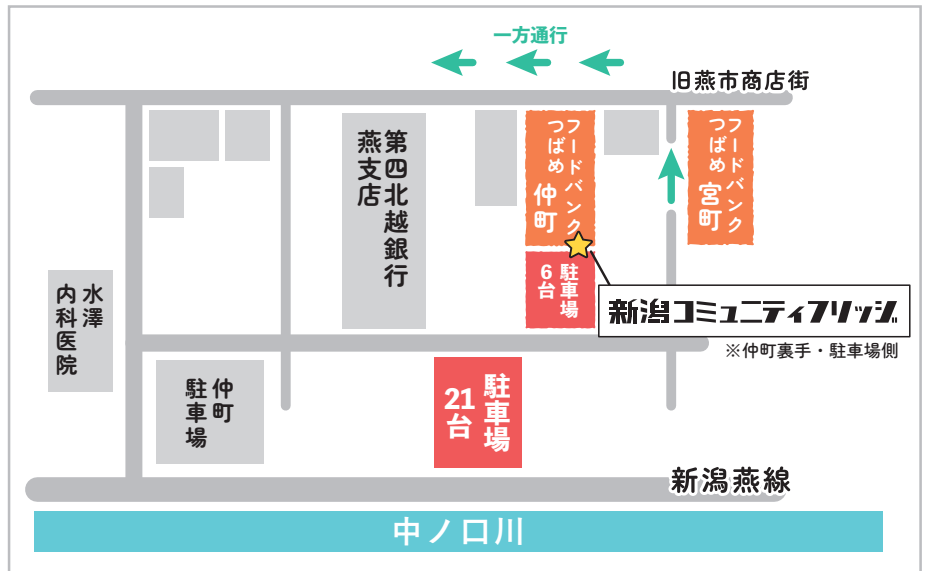 一方通行
旧燕市商店街
第四北越銀行
燕支店
フードバンク
つばめ
仲町
フードバンク
つばめ
宮町
駐車場
6台
新潟コミュニティフリッジ
※仲町裏手・駐車場側
水澤
内科医院
仲町
駐車場
駐車場
21台
新潟燕線
中ノ口川